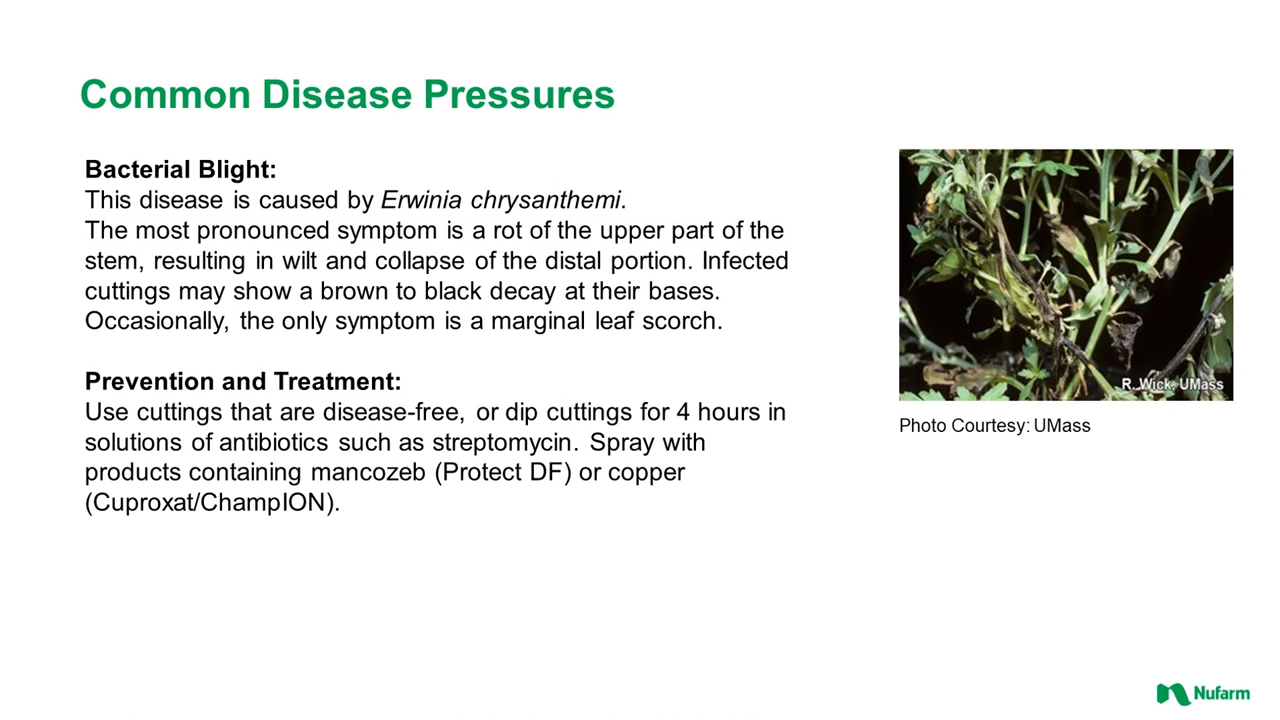 Common Disease Pressures
Bacterial Blight:
This disease is caused by Erwinia chrysanthemi.
The most pronounced symptom is a rot of the upper part of the
stem, resulting in wilt and collapse of the distal portion. Infected
cuttings may show a brown to black decay at their bases.
Occasionally, the only symptom is a marginal leaf scorch.
Prevention and Treatment:
Use cuttings that are disease-free, or dip cuttings for 4 hours in
solutions of antibiotics such as streptomycin. Spray with
products containing mancozeb (Protect DF) or copper
(Cuproxat/ChampION).
R. Wick, UMass
Photo Courtesy: UMass
Nufarm